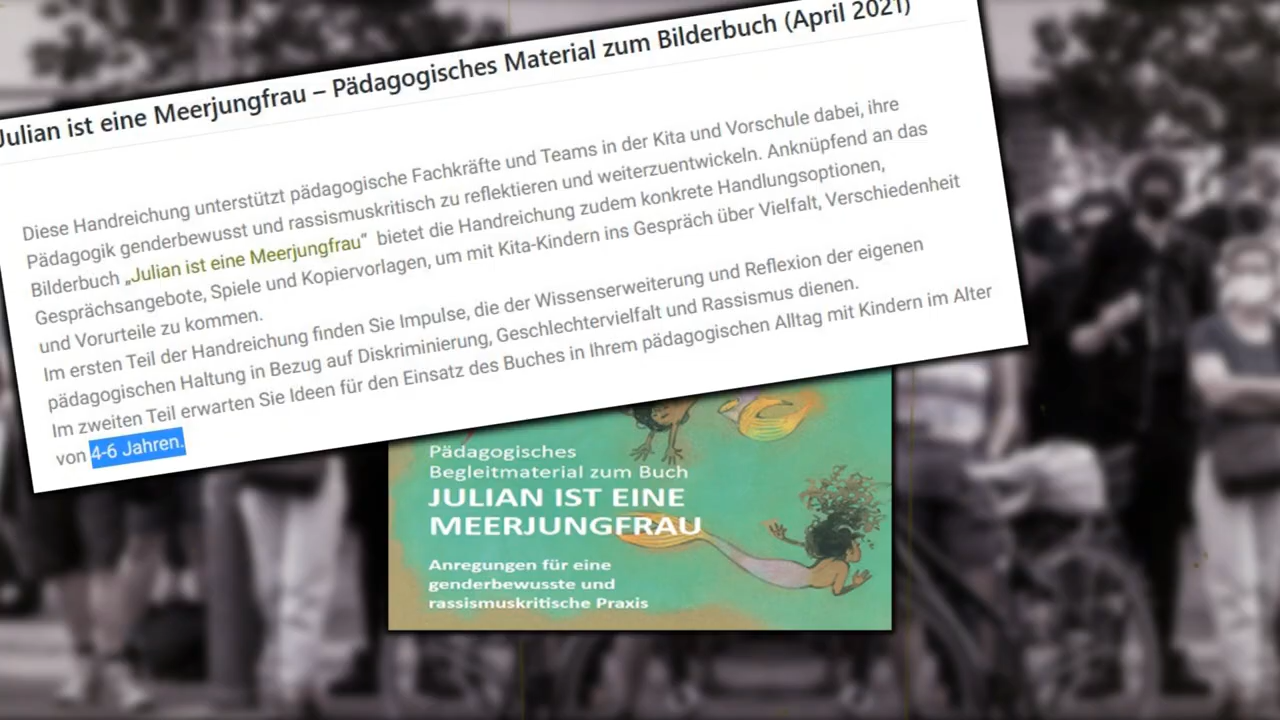 Julian ist eine Meerjungfrau – Pädagogisches Material zum Bilderbuch (April 2021)
Diese Handreichung unterstützt pädagogische Fachkräfte und Teams in der Kita und Vorschule dabei, ihre
Pädagogik genderbewusst und rassismuskritisch zu reflektieren und weiterzuentwickeln. Anknüpfend an das
Bilderbuch „Julian ist eine Meerjungfrau“ bietet die Handreichung zudem konkrete Handlungsoptionen,
Gesprächsangebote, Spiele und Kopiervorlagen, um mit Kita-Kindern ins Gespräch über Vielfalt, Verschiedenheit
und Vorurteile zu kommen.
Im ersten Teil der Handreichung finden Sie Impulse, die der Wissenserweiterung und Reflexion der eigenen
pädagogischen Haltung in Bezug auf Diskriminierung, Geschlechtervielfalt und Rassismus dienen.
Im zweiten Teil erwarten Sie Ideen für den Einsatz des Buches in Ihrem pädagogischen Alltag mit Kindern im Alter
von 4-6 Jahren.
Pädagogisches
Begleitmaterial zum Buch
JULIAN IST EINE
MEERJUNGFRAU
Anregungen für eine
genderbewusste und
rassismuskritische Praxis